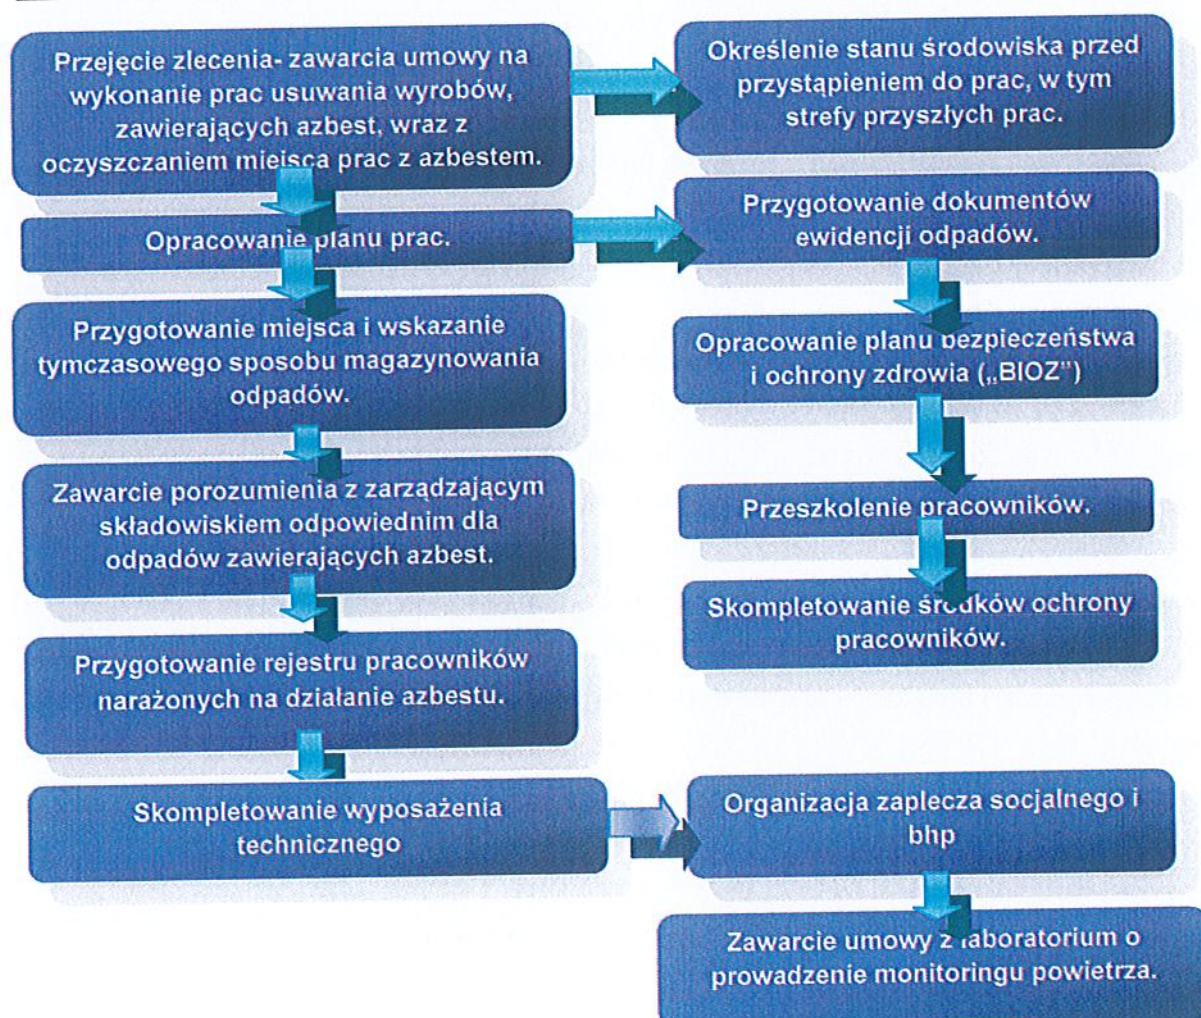 Przejęcie zlecenia- zawarcia umowy na
wykonanie prac usuwania wyrobów,
zawierających azbest, wraz z
oczyszczaniem miejsca prac z azbestem.
Określenie stanu środowiska przed
przystąpieniem do prac, w tym
strefy przyszłych prac.
Opracowanie planu prac.
Przygotowanie dokumentów
ewidencji odpadów.
Przygotowanie miejsca i wskazanie
tymczasowego sposobu magazynowania
odpadów.
Opracowanie planu bezpieczeństwa
i ochrony zdrowia („BIOZ”)
Zawarcie porozumienia z zarządzającym
składowiskiem odpowiednim dla
odpadów zawierających azbest.
Przeszkolenie pracowników.
Skompletowanie środków ochrony
pracowników.
Przygotowanie rejestru pracowników
narażonych na działanie azbestu.
Skompletowanie wyposażenia
technicznego
Organizacja zaplecza socjalnego i
bhp
Zawarcie umowy z laboratorium o
prowadzenie monitoringu powietrza.